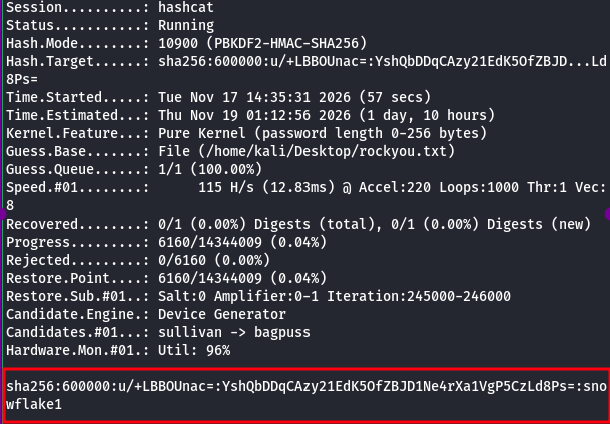 Session..........: hashcat
Status...........: Running
Hash.Mode........: 10900 (PBKDF2-HMAC-SHA256)
Hash.Target......: sha256:600000:u/+LBBOUnac=:YshQbDDqCAzy21EdK5OfZBJD...Ld
8Ps=
Time.Started.....: Tue Nov 17 14:35:31 2026 (57 secs)
Time.Estimated...: Thu Nov 19 01:12:56 2026 (1 day, 10 hours)
Kernel.Feature...: Pure Kernel (password length 0-256 bytes)
Guess.Base.......: File (/home/kali/Desktop/rockyou.txt)
Guess.Queue......: 1/1 (100.00%)
Speed.#01........:      115 H/s (12.83ms) @ Accel:220 Loops:1000 Thr:1 Vec:
8
Recovered........: 0/1 (0.00%) Digests (total), 0/1 (0.00%) Digests (new)
Progress.........: 6160/14344009 (0.04%)
Rejected.........: 0/6160 (0.00%)
Restore.Point....: 6160/14344009 (0.04%)
Restore.Sub.#01..: Salt:0 Amplifier:0-1 Iteration:245000-246000
Candidate.Engine.: Device Generator
Candidates.#01...: sullivan -> bagpuss
Hardware.Mon.#01.: Util: 96%
sha256:600000:u/+LBBOUnac=:YshQbDDqCAzy21EdK5OfZBJD1Ne4rXa1VgP5CzLd8Ps=:sno
wflake1